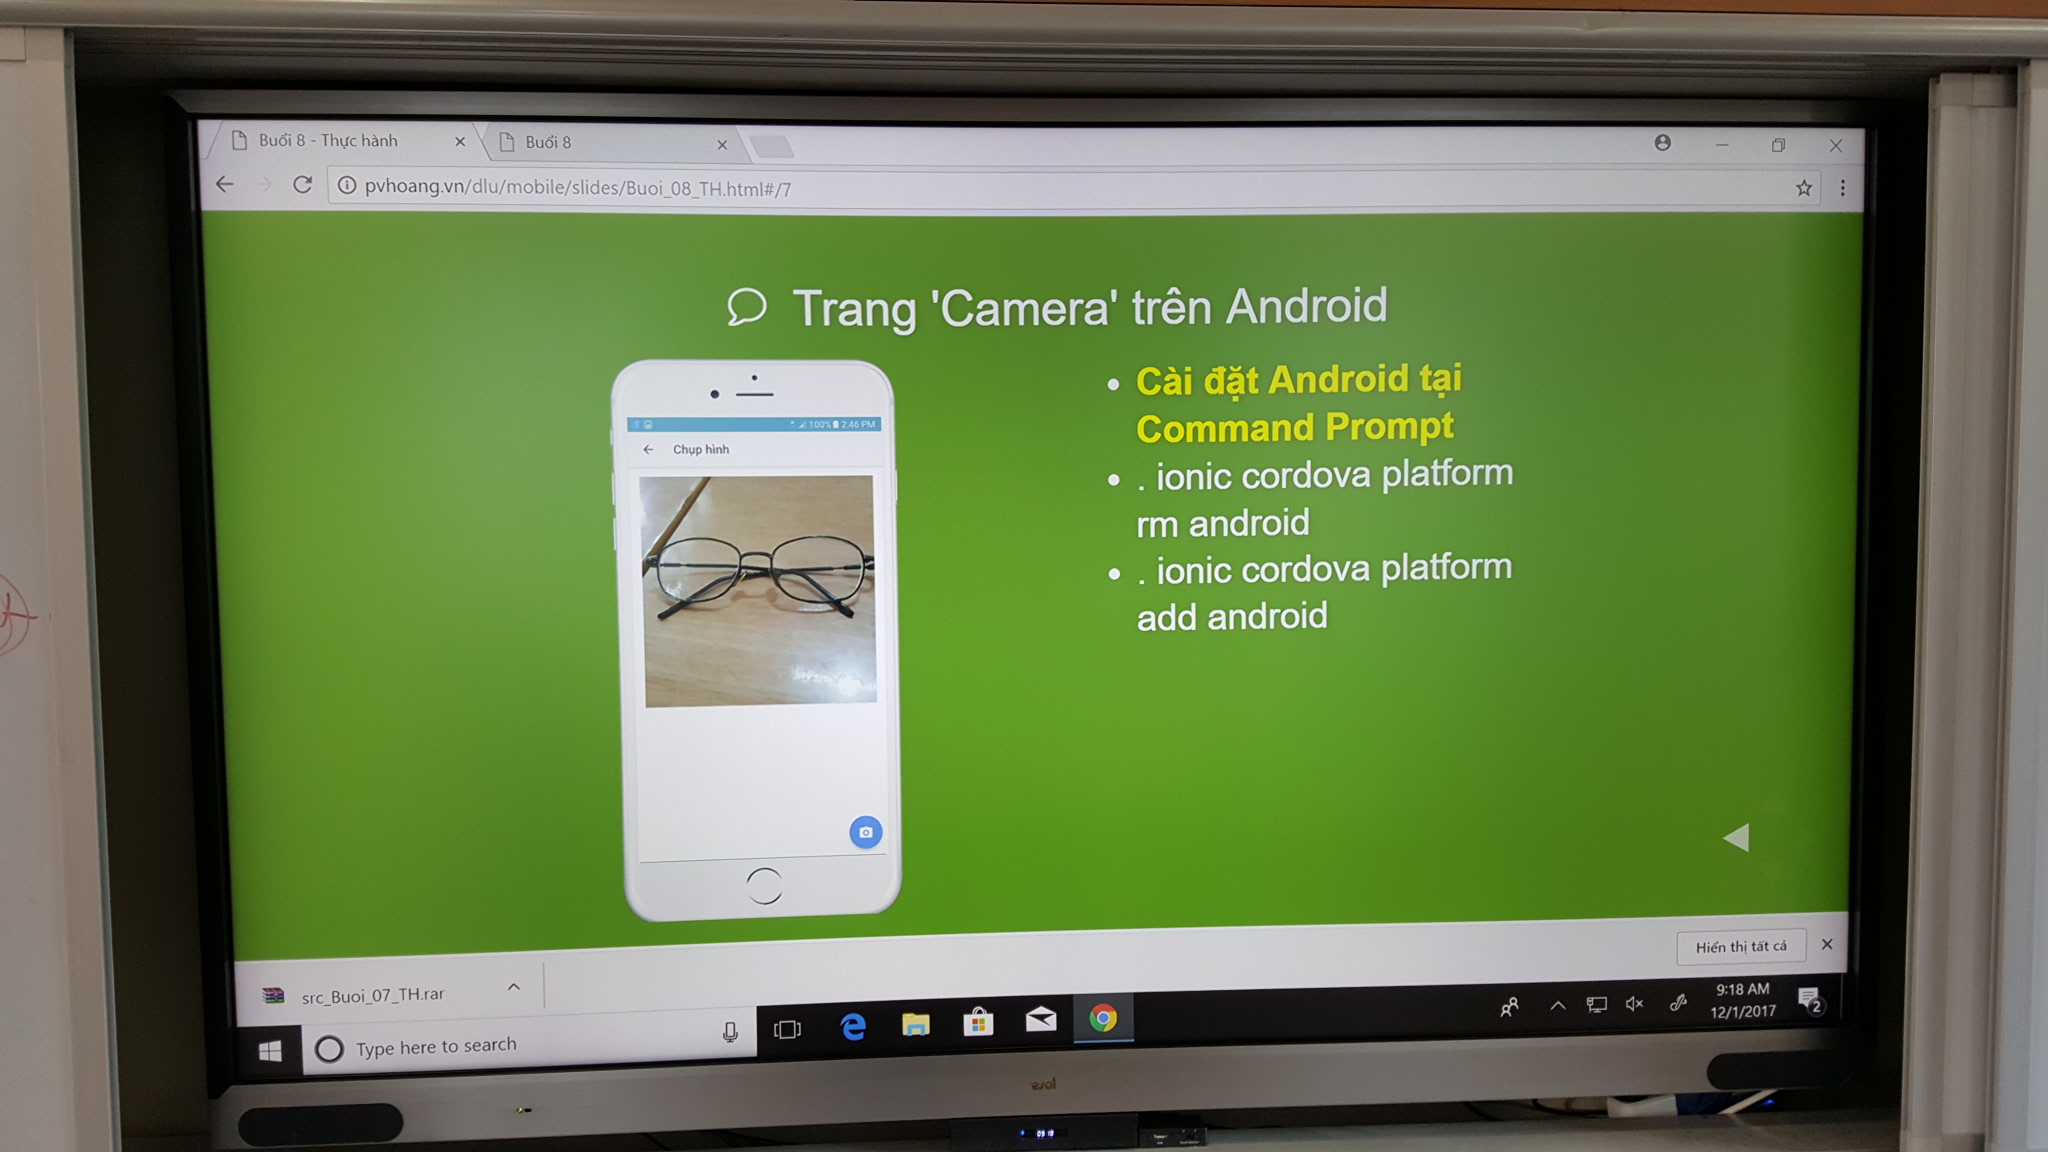 Buổi 8 - Thực hành
Buổi 8
pvhoang.vn/dlu/mobile/slides/Buoi_08_TH.html#/7
Trang 'Camera' trên Android
100% 2:46 PM
Chụp hình
Cài đặt Android tại
Command Prompt
. ionic cordova platform
rm android
. ionic cordova platform
add android
Hiển thị tất cả
src_Buoi_07_TH.rar
Type here to search
9:18 AM
12/1/2017
2